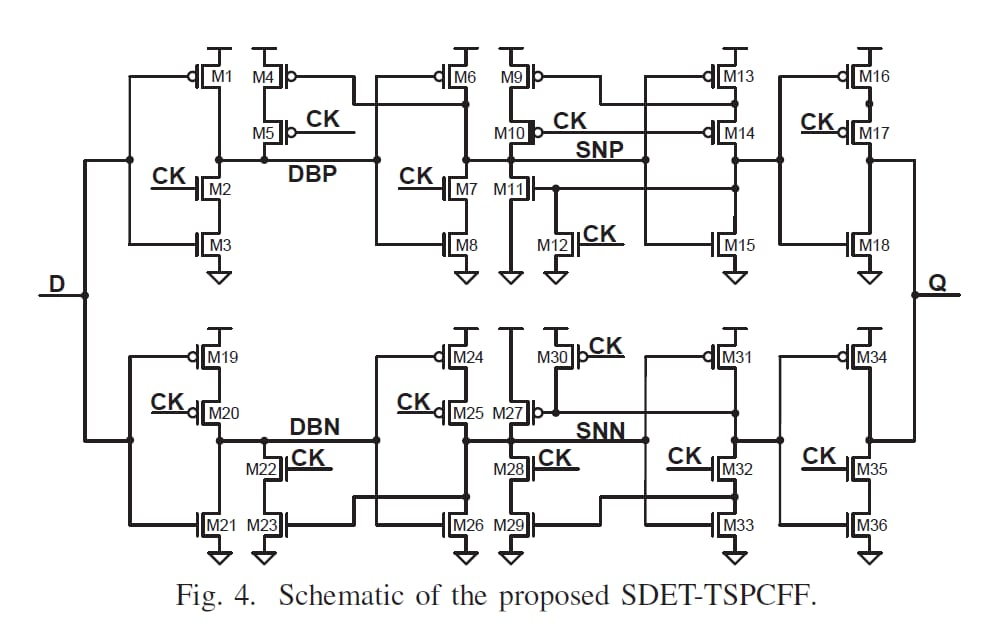 M1 M4 M6 M9 M13 M16
CK CK CK
M5 M10 M14 M17
SNP
CK DBP CK
M2 M7 M11
CK
M3 M8 M12 M15 M18
D Q
CK
M19 M24 M30 M31 M34
CK CK
M20 M25 M27
DBN SNN
CK CK CK CK
M22 M28 M32 M35
M21 M23 M26 M29 M33 M36
Fig. 4. Schematic of the proposed SDET-TSPCFF.